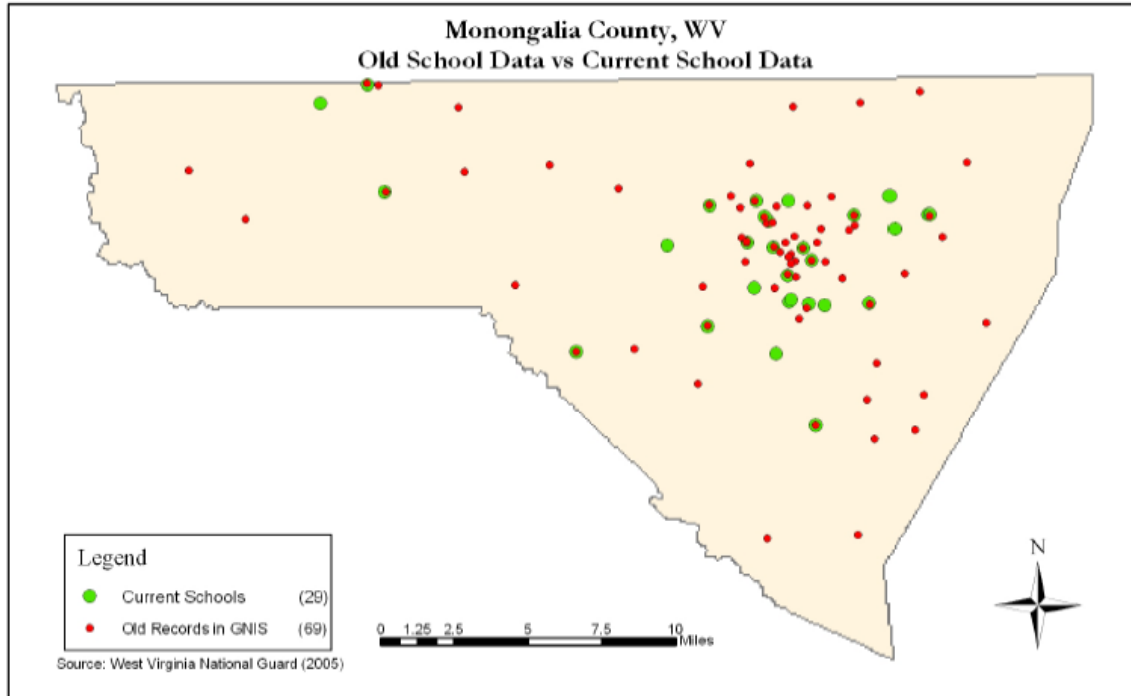 Monongalia County, WV
Old School Data vs Current School Data
Legend
Current Schools (29)
Old Records in GNIS (69)
Source: West Virginia National Guard (2005)
0 1.25 2.5 5 7.5 10
Miles
N